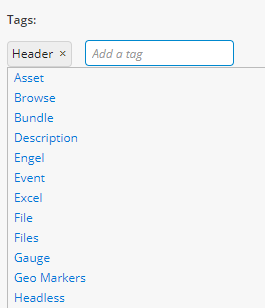 Tags:
Header × Add a tag
Asset
Browse
Bundle
Description
Engel
Event
Excel
File
Files
Gauge
Geo Markers
Headless